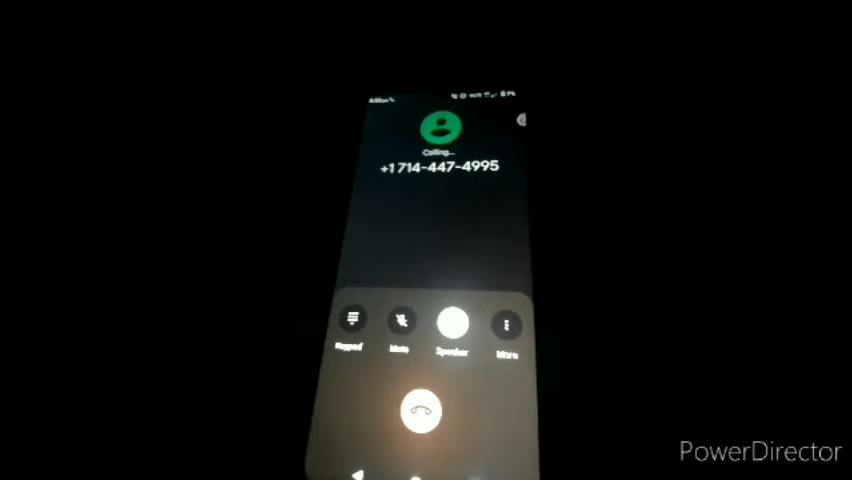 Calling...
+1 714-447-4995
Keypad
Mute
Speaker
More
PowerDirector